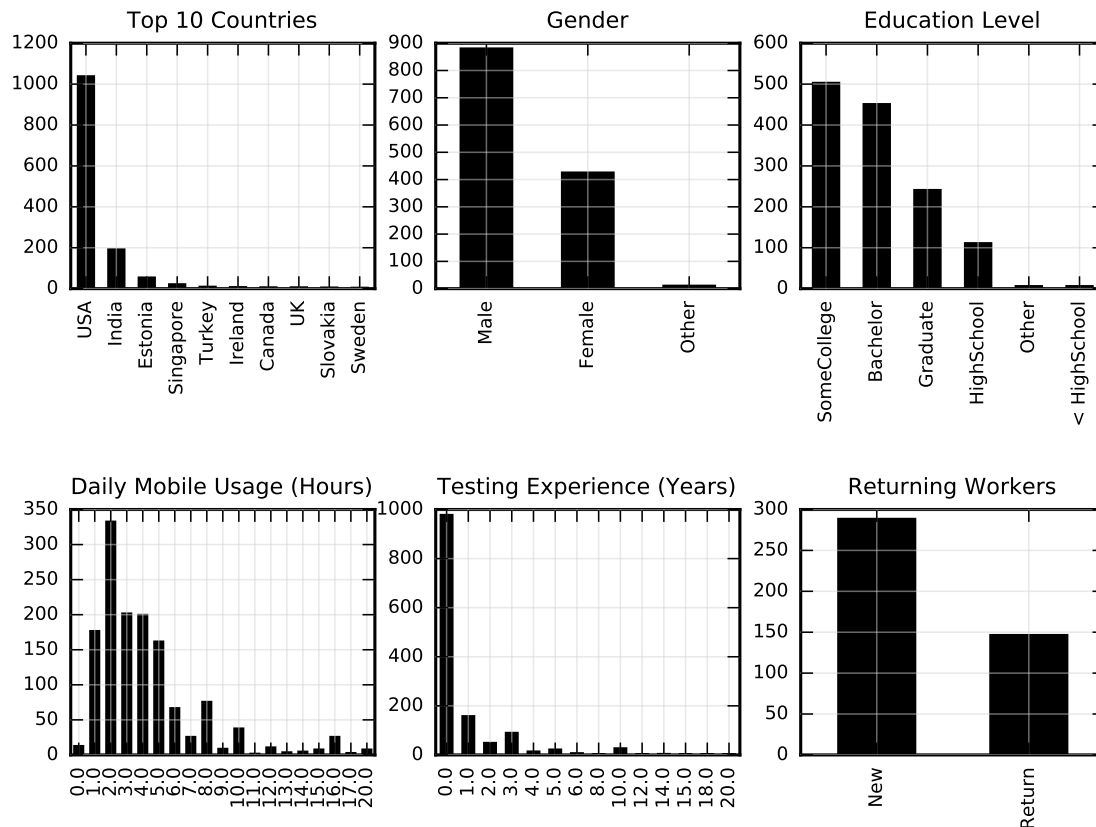 Top 10 Countries
1200
1000
800
600
400
200
0
USA
India
Estonia
Singapore
Turkey
Ireland
Canada
UK
Slovakia
Sweden
Gender
900
800
700
600
500
400
300
200
100
0
Male
Female
Other
Education Level
600
500
400
300
200
100
0
SomeCollege
Bachelor
Graduate
HighSchool
Other
< HighSchool
Daily Mobile Usage (Hours)
350
300
250
200
150
100
50
0
0.0
1.0
2.0
3.0
4.0
5.0
6.0
7.0
8.0
9.0
10.0
11.0
12.0
13.0
14.0
15.0
16.0
17.0
20.0
Testing Experience (Years)
1000
800
600
400
200
0
0.0
1.0
2.0
3.0
4.0
5.0
6.0
8.0
10.0
12.0
14.0
15.0
18.0
20.0
Returning Workers
300
250
200
150
100
50
0
New
Return